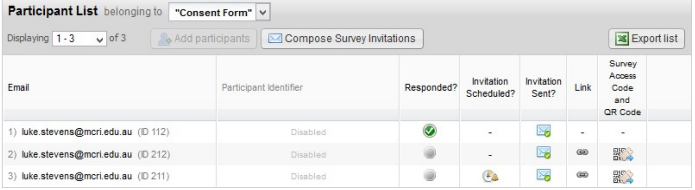 Participant List belonging to "Consent Form"
Displaying 1 - 3 of 3 Add participants Compose Survey Invitations Export list
Email Participant Identifier Responded? Invitation Scheduled? Invitation Sent? Link Survey Access Code and QR Code
1) luke.stevens@mcri.edu.au (ID 112) Disabled - - -
2) luke.stevens@mcri.edu.au (ID 212) Disabled -
3) luke.stevens@mcri.edu.au (ID 211) Disabled